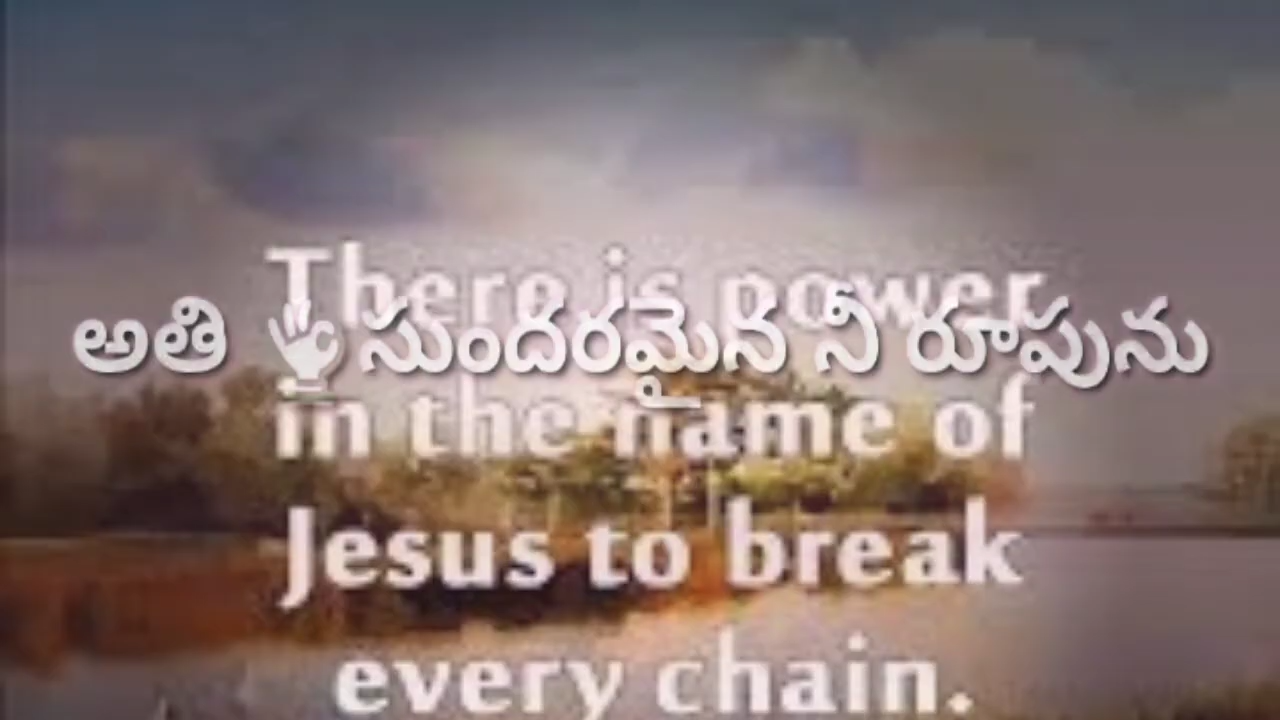 There is power
అతి 👌సుందరమైన నీ రూపును
in the name of
Jesus to break
every chain.